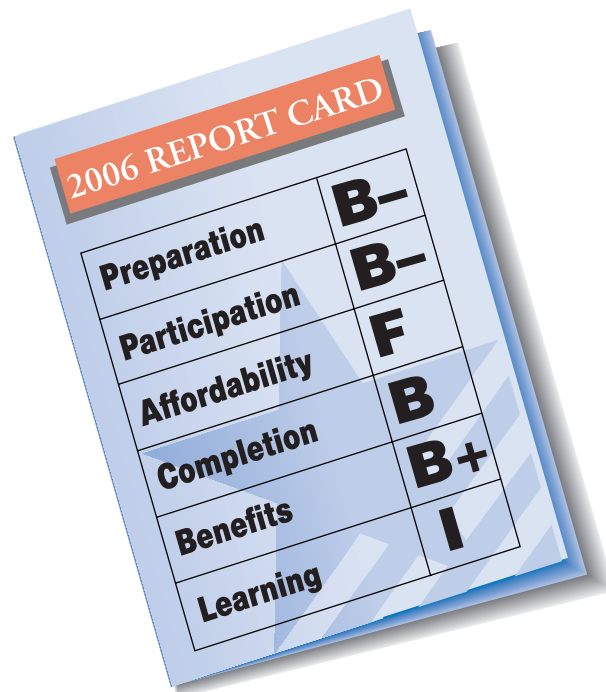 2006 REPORT CARD
Preparation B–
Participation B–
Affordability F
Completion B
Benefits B+
Learning I